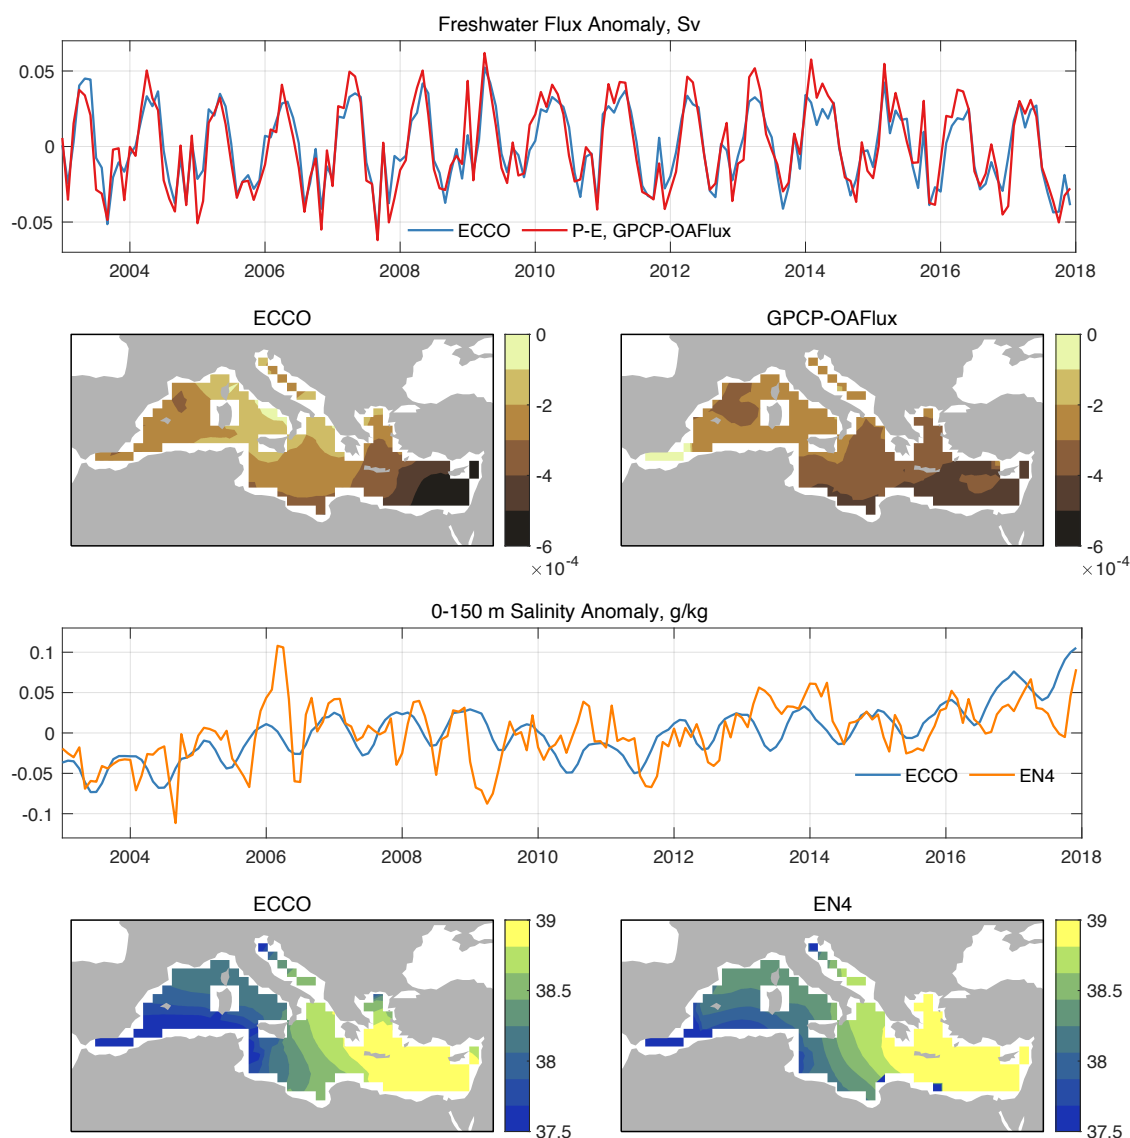 Freshwater Flux Anomaly, Sv
0.05
0
-0.05
ECCO
P-E, GPCP-OAFlux
2004 2006 2008 2010 2012 2014 2016 2018
ECCO
0
-2
-4
-6
×10-4
GPCP-OAFlux
0
-2
-4
-6
×10-4
0-150 m Salinity Anomaly, g/kg
0.1
0.05
0
-0.05
-0.1
ECCO
EN4
2004 2006 2008 2010 2012 2014 2016 2018
ECCO
39
38.5
38
37.5
EN4
39
38.5
38
37.5